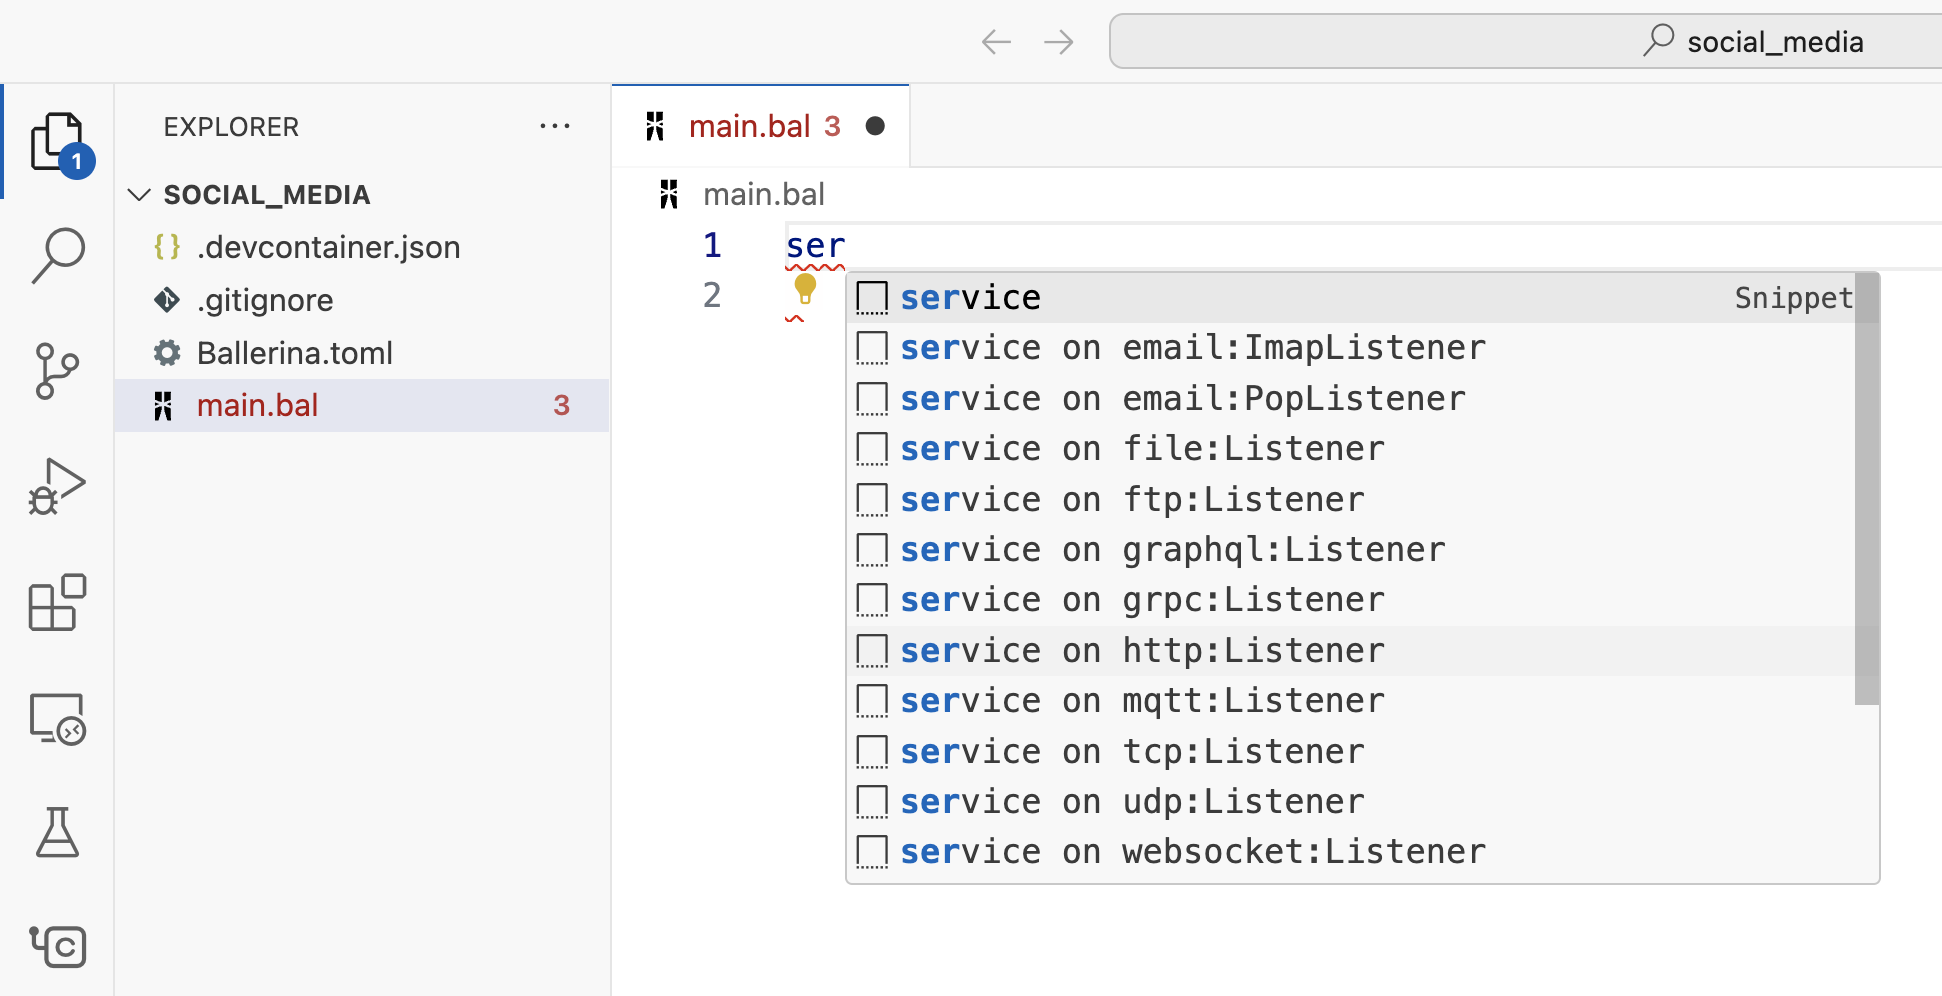 social_media
EXPLORER ...
main.bal 3
1
SOCIAL_MEDIA
{} .devcontainer.json
.gitignore
Ballerina.toml
main.bal 3
main.bal
1 ser
2
service Snippet
service on email:ImapListener
service on email:PopListener
service on file:Listener
service on ftp:Listener
service on graphql:Listener
service on grpc:Listener
service on http:Listener
service on mqtt:Listener
service on tcp:Listener
service on udp:Listener
service on websocket:Listener
C